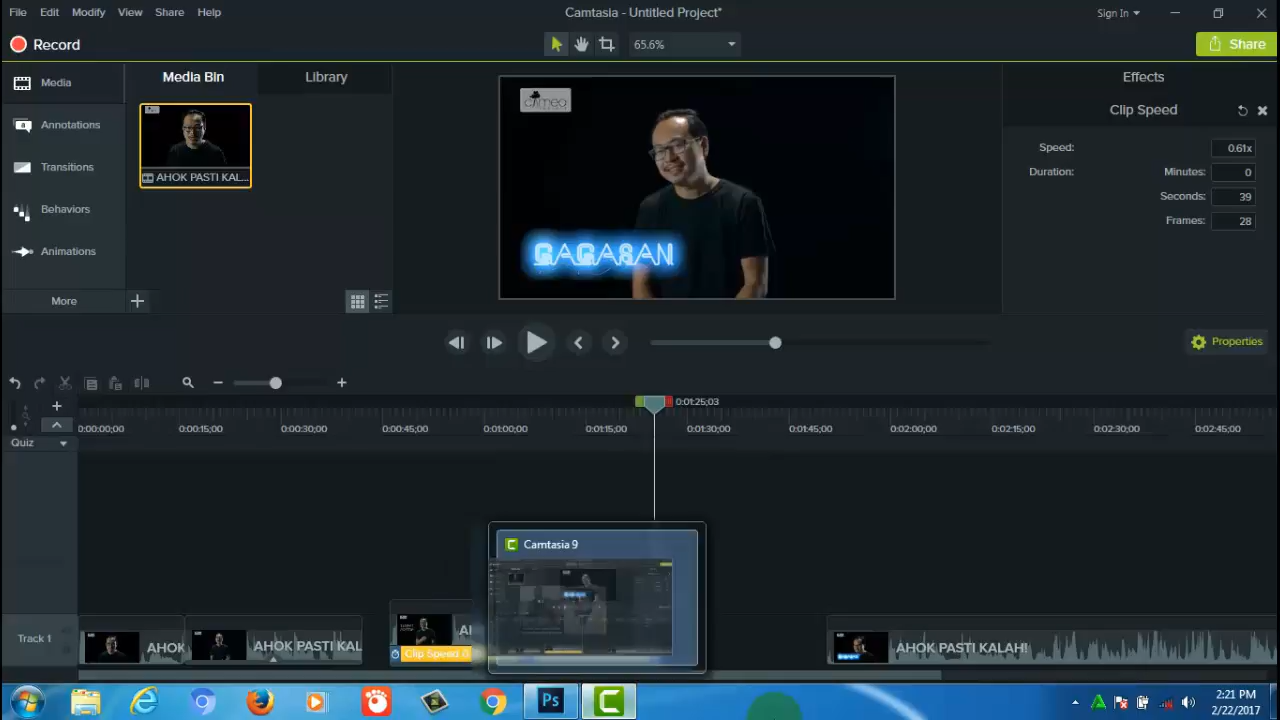 File Edit Modify View Share Help
Camtasia - Untitled Project*
Sign In
Record
65.6%
Share
Media
Annotations
Transitions
Behaviors
Animations
More
Media Bin
Library
AHOK PASTI KAL...
cameo
GAGASAN
Effects
Clip Speed
Speed: 0.61x
Duration: Minutes: 0
Seconds: 39
Frames: 28
Properties
0:01:25;03
0:00:00;00 0:00:15;00 0:00:30;00 0:00:45;00 0:01:00;00 0:01:15;00 0:01:30;00 0:01:45;00 0:02:00;00 0:02:15;00 0:02:30;00 0:02:45;00
Quiz
Camtasia 9
Track 1
AHOK
AHOK PASTI KAL
Clip Speed
AHOK PASTI KALAH!
Ps
2:21 PM
2/22/2017